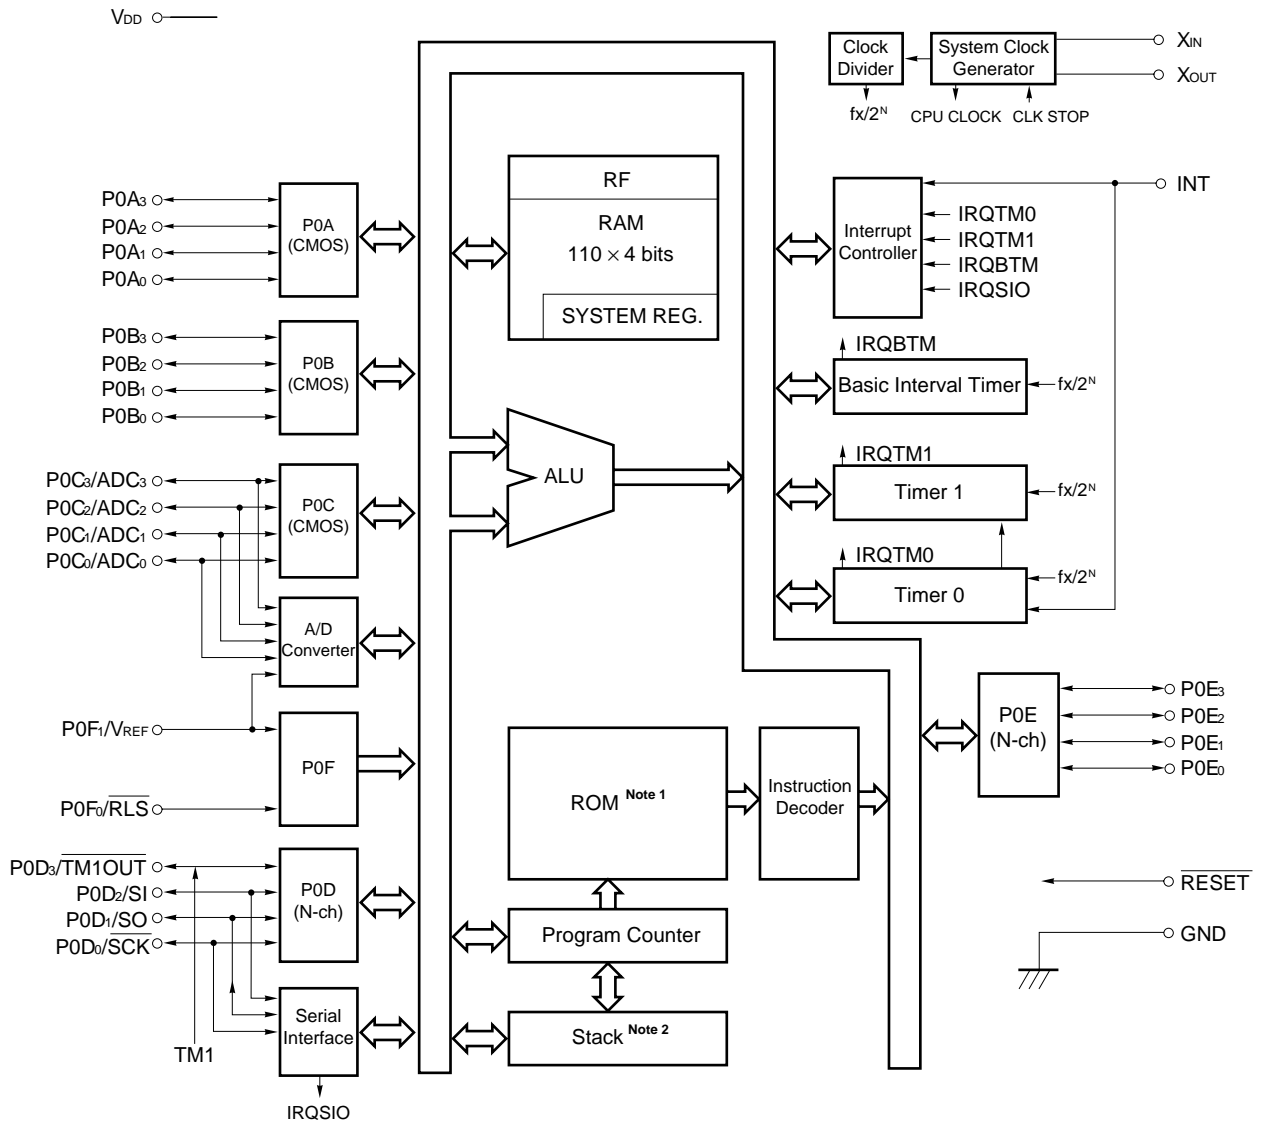 VDD
Clock
Divider
System Clock
Generator
XIN
XOUT
fx/2ᴺ
CPU CLOCK
CLK STOP
RF
RAM
110 × 4 bits
SYSTEM REG.
P0A3
P0A2
P0A1
P0A0
P0A
(CMOS)
INT
Interrupt
Controller
IRQTM0
IRQTM1
IRQBTM
IRQSIO
P0B3
P0B2
P0B1
P0B0
P0B
(CMOS)
IRQBTM
Basic Interval Timer
fx/2ᴺ
P0C3/ADC3
P0C2/ADC2
P0C1/ADC1
P0C0/ADC0
P0C
(CMOS)
ALU
IRQTM1
Timer 1
fx/2ᴺ
IRQTM0
Timer 0
fx/2ᴺ
A/D
Converter
P0F1/VREF
P0F0/RLS
P0F
ROM Note 1
Instruction
Decoder
P0E
(N-ch)
P0E3
P0E2
P0E1
P0E0
P0D3/TM1OUT
P0D2/SI
P0D1/SO
P0D0/SCK
P0D
(N-ch)
Program Counter
RESET
GND
Serial
Interface
Stack Note 2
TM1
IRQSIO